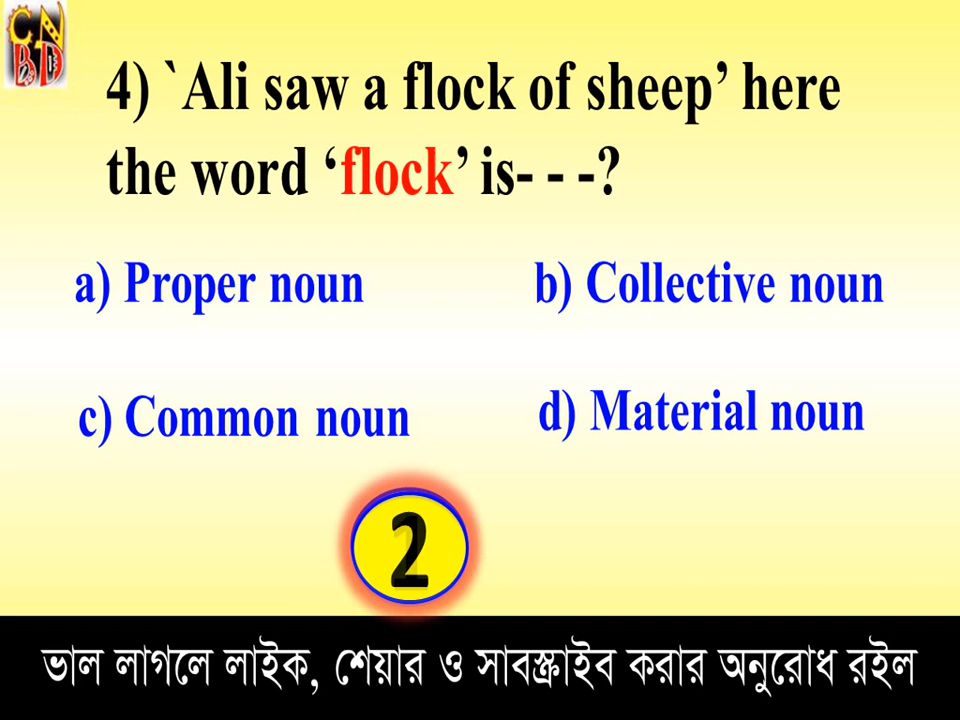 4) `Ali saw a flock of sheep’ here
the word ‘flock’ is- - -?
a) Proper noun b) Collective noun
c) Common noun d) Material noun
2
ভাল লাগলে লাইক, শেয়ার ও সাবস্ক্রাইব করার অনুরোধ রইল